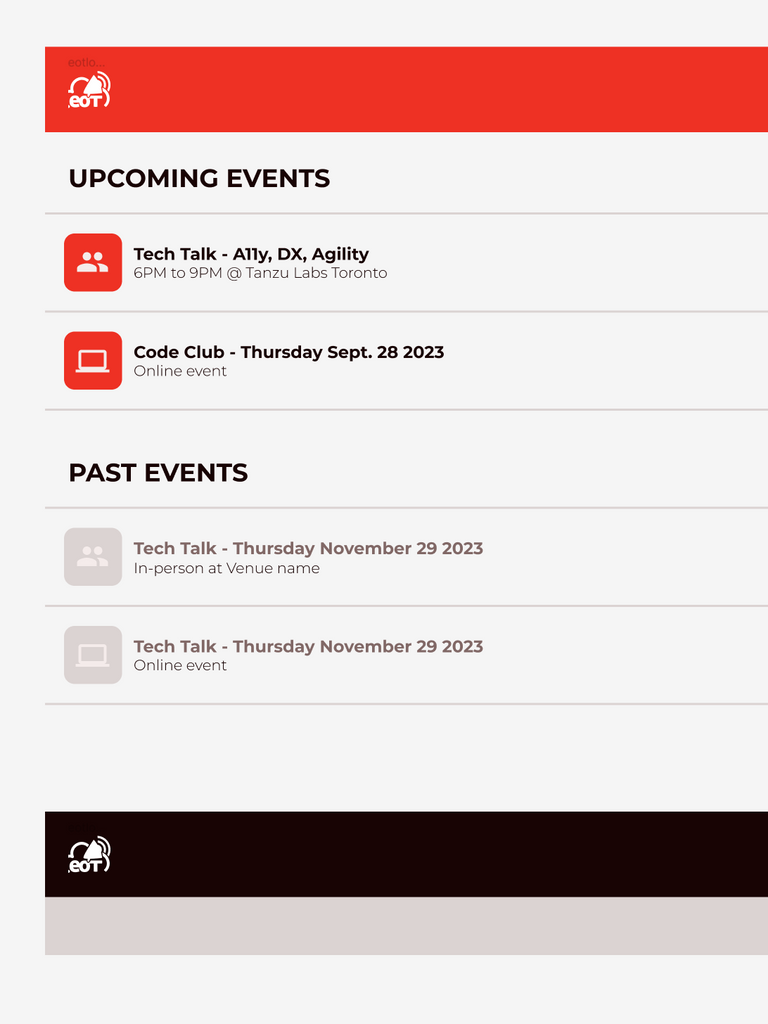 eotlo...
.eoT
UPCOMING EVENTS
Tech Talk - A11y, DX, Agility
6PM to 9PM @ Tanzu Labs Toronto
Code Club - Thursday Sept. 28 2023
Online event
PAST EVENTS
Tech Talk - Thursday November 29 2023
In-person at Venue name
Tech Talk - Thursday November 29 2023
Online event
.eoT